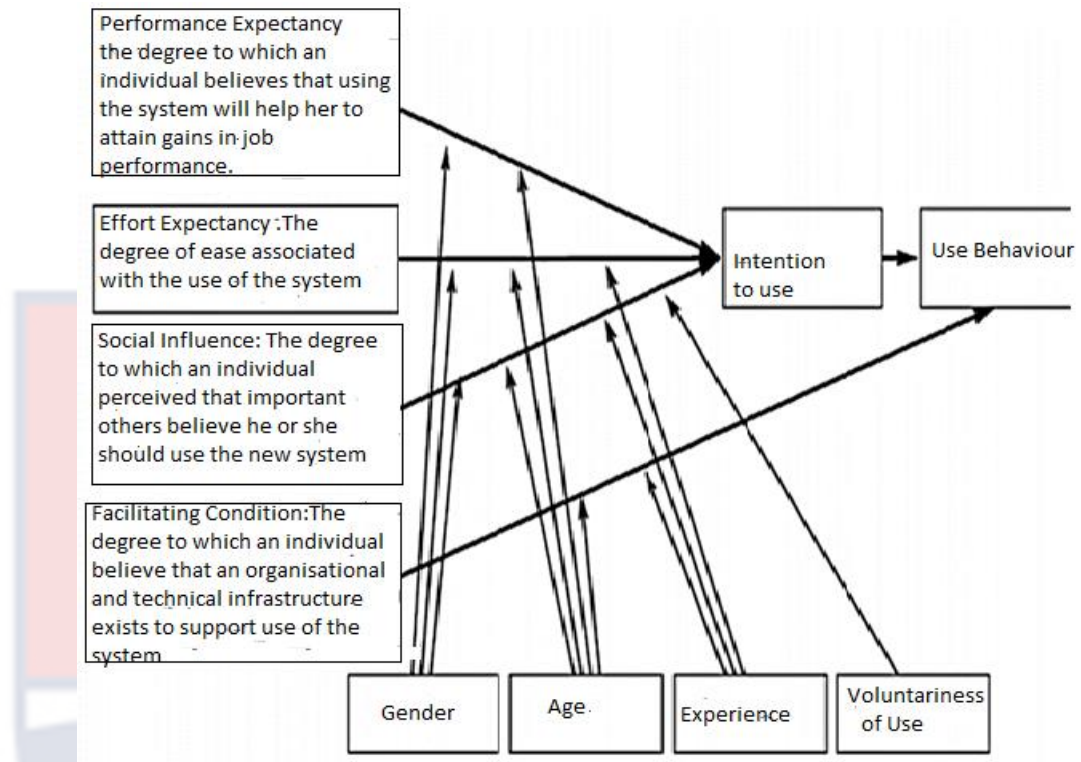 Performance Expectancy
the degree to which an
individual believes that using
the system will help her to
attain gains in job
performance.
Effort Expectancy :The
degree of ease associated
with the use of the system
Social Influence: The degree
to which an individual
perceived that important
others believe he or she
should use the new system
Facilitating Condition:The
degree to which an individual
believe that an organisational
and technical infrastructure
exists to support use of the
system
Intention
to use
Use Behaviour
Gender
Age
Experience
Voluntariness
of Use